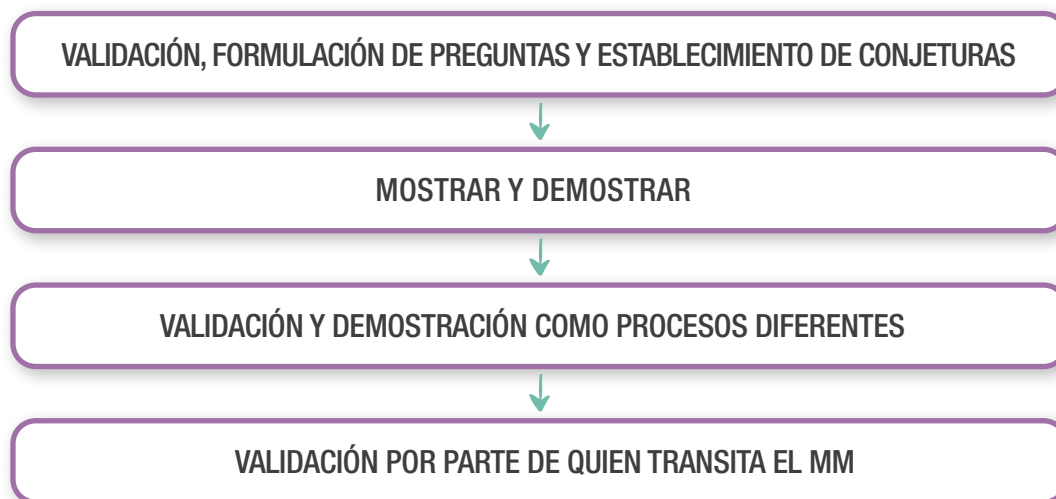 VALIDACIÓN, FORMULACIÓN DE PREGUNTAS Y ESTABLECIMIENTO DE CONJETURAS
MOSTRAR Y DEMOSTRAR
VALIDACIÓN Y DEMOSTRACIÓN COMO PROCESOS DIFERENTES
VALIDACIÓN POR PARTE DE QUIEN TRANSITA EL MM